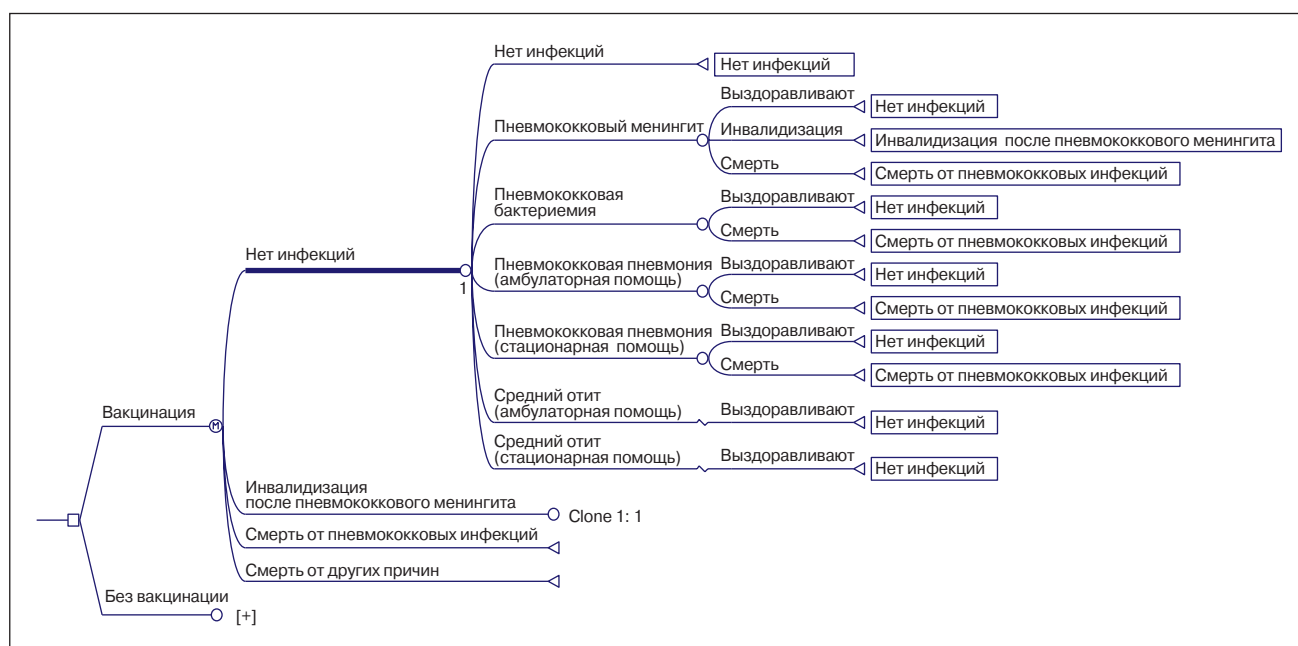 Нет инфекций
Нет инфекций
Выздоравливают
Нет инфекций
Пневмококковый менингит
Инвалидизация
Инвалидизация после пневмококкового менингита
Смерть
Смерть от пневмококковых инфекций
Пневмококковая
бактериемия
Выздоравливают
Нет инфекций
Смерть
Смерть от пневмококковых инфекций
Нет инфекций
1
Пневмококковая пневмония
(амбулаторная помощь)
Выздоравливают
Нет инфекций
Смерть
Смерть от пневмококковых инфекций
Пневмококковая пневмония
(стационарная помощь)
Выздоравливают
Нет инфекций
Смерть
Смерть от пневмококковых инфекций
Средний отит
(амбулаторная помощь)
Выздоравливают
Нет инфекций
Средний отит
(стационарная помощь)
Выздоравливают
Нет инфекций
Вакцинация
M
Инвалидизация
после пневмококкового менингита
Clone 1: 1
Смерть от пневмококковых инфекций
Смерть от других причин
Без вакцинации
[+]